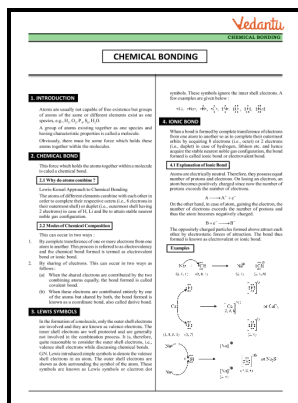 Vedantu
CHEMICAL BONDING
CHEMICAL BONDING
1. INTRODUCTION
Atoms are usually not capable of free existence but groups
of atoms of the same or different elements exist as one
species, e.g., H₂, O₂, P₄, S₈, H₂O.
A group of atoms existing together as one species and
having characteristic properties is called a molecule.
Obviously, there must be some force which holds these
atoms together within the molecules.
2. CHEMICAL BOND
This force which holds the atoms together within a molecule
is called a chemical bond.
2.1 Why do atoms combine ?
Lewis-Kossel Approach to Chemical Bonding
The atoms of different elements combine with each other in
order to complete their respective octets (i.e., 8 electrons in
their outermost shell) or duplet (i.e., outermost shell having
2 electrons) in case of H, Li and Be to attain stable nearest
noble gas configuration.
2.2 Modes of Chemical Composition
This can occur in two ways :
1. By complete transference of one or more electrons from one
atom to another. This process is referred to as electrovalency
and the chemical bond formed is termed as electrovalent
bond or ionic bond.
2. By sharing of electrons. This can occur in two ways as
follows.
(a) When the shared electrons are contributed by the two
combining atoms equally, the bond formed is called
covalent bond.
(b) When these electrons are contributed entirely by one
of the atoms but shared by both, the bond formed is
known as a coordinate bond, also called dative bond.
3. LEWIS SYMBOLS
In the formation of a molecule, only the outer shell electrons
are involved and they are known as valence electrons. The
inner shell electrons are well protected and are generally
not involved in the combination process. It is, therefore,
quite reasonable to consider the outer shell electrons, i.e.,
valence shell electrons while discussing chemical bonds.
G.N. Lewis introduced simple symbols to denote the valence
shell electrons in an atom. The outer shell electrons are
shown as dots surrounding the symbol of the atom. These
symbols are known as Lewis symbols or electron dot
symbols. These symbols ignore the inner shell electrons. A
few examples are given below :
4. IONIC BOND
When a bond is formed by complete transference of electrons
from one atom to another so as to complete their outermost
orbits by acquiring 8 electrons (i.e., octet) or 2 electrons
(i.e., duplet) in case of hydrogen, lithium etc. and hence
acquire the stable nearest noble gas configuration, the bond
formed is called ionic bond or electrovalent bond.
4.1 Explanation of Ionic Bond
Atoms are electrically neutral. Therefore, they possess equal
number of protons and electrons. On losing an electron, an
atom becomes positively charged since now the number of
protons exceeds the number of electrons.
A ⟶ A⁺ + e⁻
On the other hand, in case of atom, gaining the electron, the
number of electrons exceeds the number of protons and
thus the atom becomes negatively charged.
B + e⁻ ⟶ B⁻
The oppositely charged particles formed above attract each
other by electrostatic forces of attraction. The bond thus
formed is known as electrovalent or ionic bond.
Examples